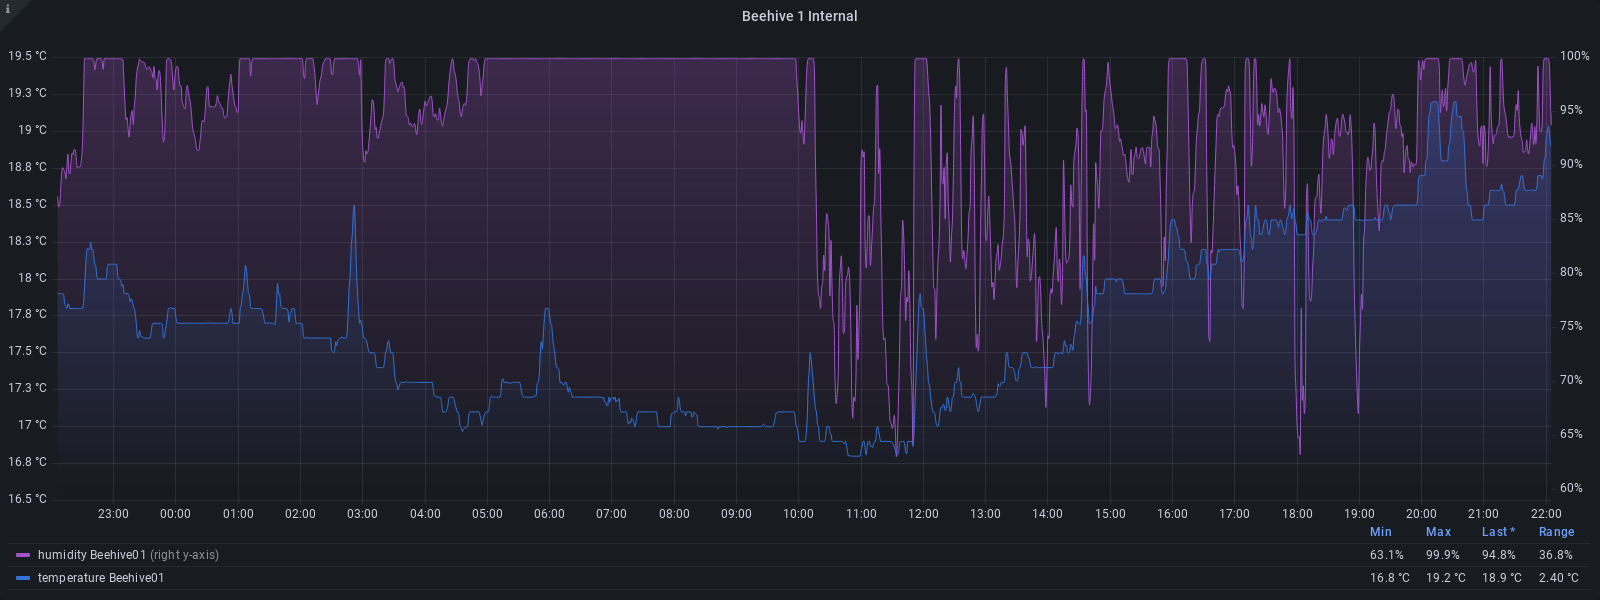 i
Beehive 1 Internal
19.5 °C 100%
19.3 °C 95%
19 °C 90%
18.8 °C 85%
18.5 °C 80%
18.3 °C 75%
18 °C 70%
17.8 °C 65%
17.5 °C 60%
17.3 °C
17 °C
16.8 °C
16.5 °C
23:00 00:00 01:00 02:00 03:00 04:00 05:00 06:00 07:00 08:00 09:00 10:00 11:00 12:00 13:00 14:00 15:00 16:00 17:00 18:00 19:00 20:00 21:00 22:00
Min Max Last * Range
humidity Beehive01 (right y-axis) 63.1% 99.9% 94.8% 36.8%
temperature Beehive01 16.8 °C 19.2 °C 18.9 °C 2.40 °C